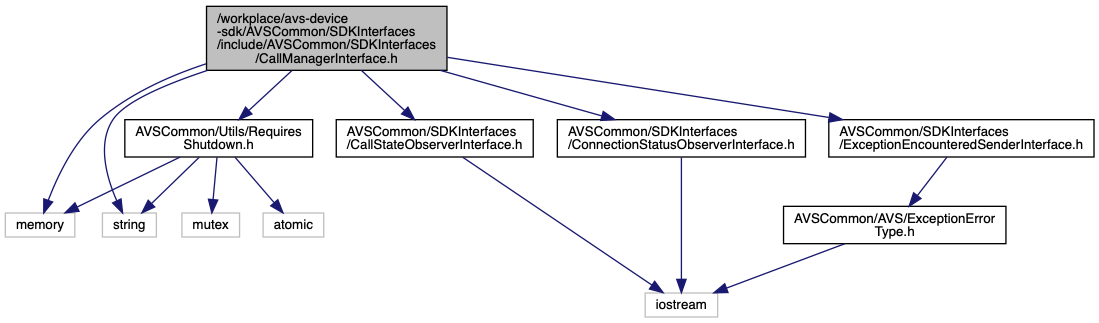 /workplace/avs-device
-sdk/AVSCommon/SDKInterfaces
/include/AVSCommon/SDKInterfaces
/CallManagerInterface.h
AVSCommon/Utils/Requires
Shutdown.h
AVSCommon/SDKInterfaces
/CallStateObserverInterface.h
AVSCommon/SDKInterfaces
/ConnectionStatusObserverInterface.h
AVSCommon/SDKInterfaces
/ExceptionEncounteredSenderInterface.h
memory
string
mutex
atomic
AVSCommon/AVS/ExceptionError
Type.h
iostream